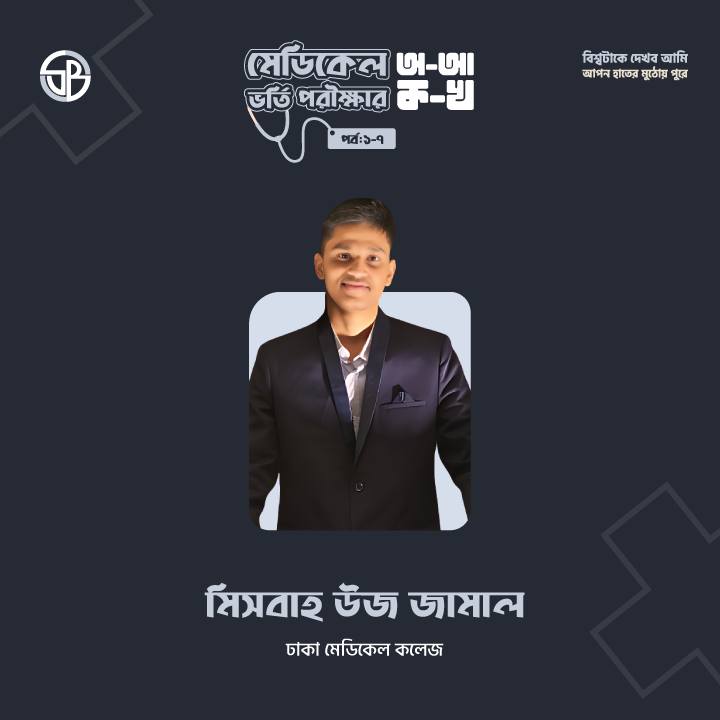 মেডিকেল অ-আ
ভর্তি পরীক্ষার ক-খ
পর্ব:১-৭
বিশ্বটাকে দেখব আমি
আপন হাতের মুঠোয় পুরে
মিসবাহ উজ জামাল
ঢাকা মেডিকেল কলেজ